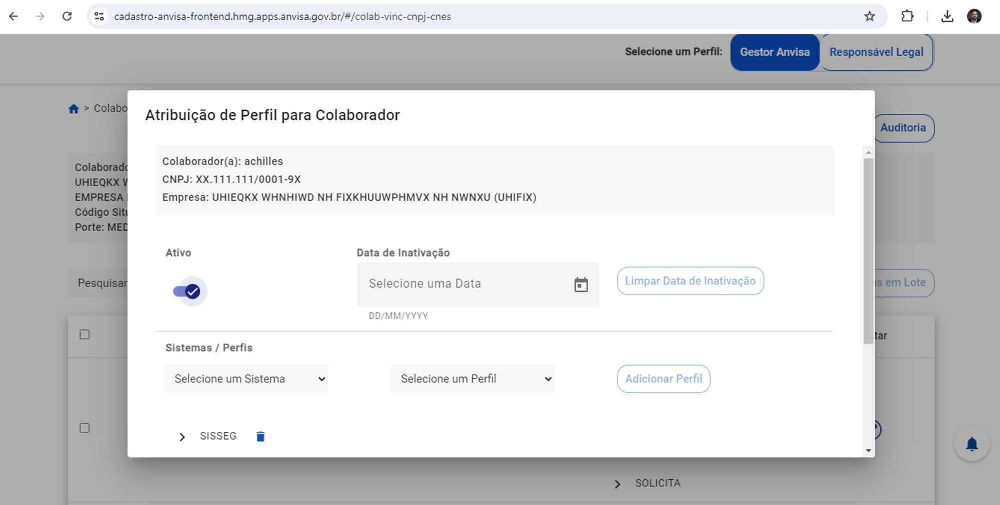 cadastro-anvisa-frontend.hmg.apps.anvisa.gov.br/#/colab-vinc-cnpj-cnes
Selecione um Perfil: Gestor Anvisa Responsável Legal
> Colabo
Auditoria
Atribuição de Perfil para Colaborador
Colaborador(a): achilles
CNPJ: XX.111.111/0001-9X
Empresa: UHIEQKX WHNHIWD NH FIXKHUUWPHMVX NH NWNXU (UHIFIX)
Colaborado
UHIEQKX W
EMPRESA
Código Situ
Porte: MED
Ativo
Data de Inativação
Selecione uma Data
Limpar Data de Inativação
DD/MM/YYYY
Pesquisar
is em Lote
tar
Sistemas / Perfis
Selecione um Sistema Selecione um Perfil Adicionar Perfil
SISSEG
SOLICITA